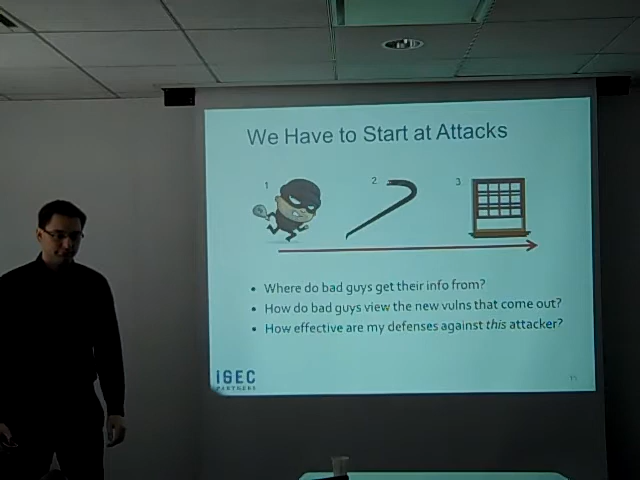 We Have to Start at Attacks
1. 2. 3.
• Where do bad guys get their info from?
• How do bad guys view the new vulns that come out?
• How effective are my defenses against this attacker?
iSEC
PARTNERS